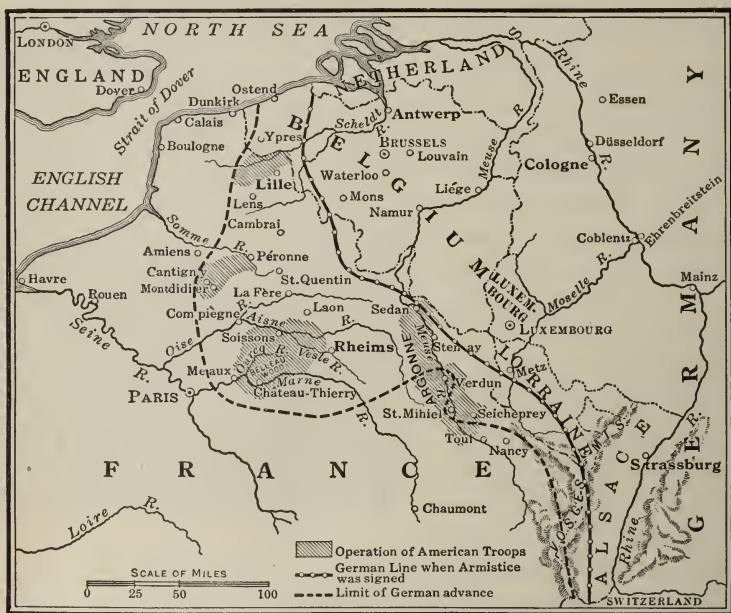 NORTH SEA
LONDON
ENGLAND
Dover
Strait of Dover
ENGLISH
CHANNEL
NETHERLANDS
Rhine
R.
Ostend
Dunkirk
Calais
Boulogne
Ypres
BELGIUM
Scheldt
R.
Antwerp
BRUSSELS
Louvain
Waterloo
Meuse
R.
Essen
Düsseldorf
Cologne
Lille
Lens
Mons
Liége
Namur
Cambrai
Coblentz
Ehrenbreitstein
Somme
R.
Amiens
Péronne
Cantigny
Montdidier
St. Quentin
La Fère
LUXEM-
BOURG
Moselle R.
Mainz
Havre
Rouen
Seine
R.
Compiègne
Laon
Sedan
LUXEMBOURG
Oise
Aisne
R.
Soissons
Rheims
Ourcq R.
BELLEAU
WOOD
Vesle R.
ARGONNE
Meuse
R.
Stenay
Metz
LORRAINE
Meaux
Marne
R.
Château-Thierry
Verdun
PARIS
St. Mihiel
Seicheprey
Toul
Nancy
VOSGES MTS.
ALSACE
Strassburg
Rhine
R.
GERMANY
FRANCE
Chaumont
Loire R.
SWITZERLAND
SCALE OF MILES
0 25 50 100
Operation of American Troops
German Line when Armistice
was signed
Limit of German advance